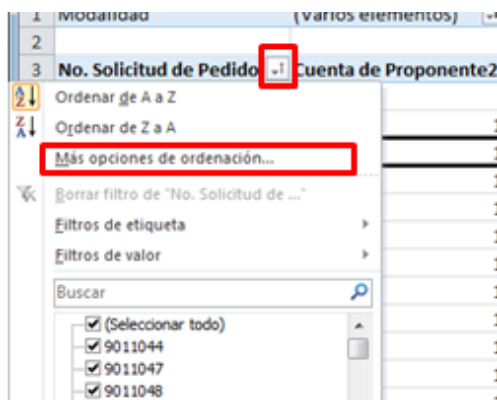 1 Modalidad (Varios elementos)
2
3 No. Solicitud de Pedido Cuenta de Proponente2
Ordenar de A a Z
Ordenar de Z a A
Más opciones de ordenación...
Borrar filtro de "No. Solicitud de ..."
Filtros de etiqueta
Filtros de valor
Buscar
(Seleccionar todo)
9011044
9011047
9011048